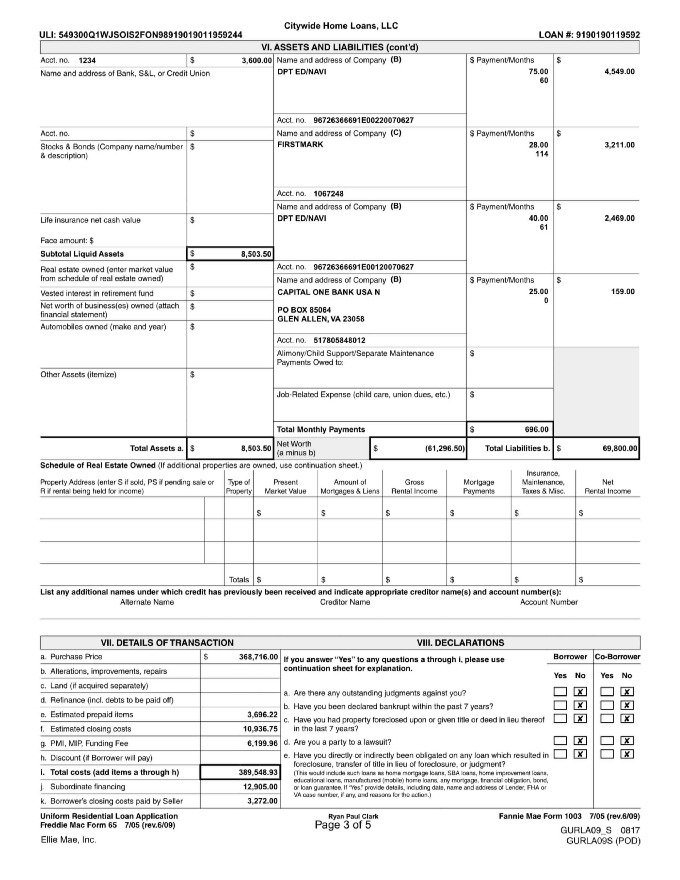 Citywide Home Loans, LLC
ULI: 549300Q1WJSOIS2FON98919019011959244
LOAN #: 9190190119592
VI. ASSETS AND LIABILITIES (cont'd)
Acct. no. 1234 $ 3,600.00
Name and address of Bank, S&L, or Credit Union
Acct. no. $
Stocks & Bonds (Company name/number $
& description)
Life insurance net cash value $
Face amount: $
Subtotal Liquid Assets $ 8,503.50
Real estate owned (enter market value $
from schedule of real estate owned)
Vested interest in retirement fund $
Net worth of business(es) owned (attach $
financial statement)
Automobiles owned (make and year) $
Other Assets (itemize) $
Total Assets a. $ 8,503.50
Name and address of Company (B) $ Payment/Months $
DPT ED/NAVI 75.00 4,549.00
60
Acct. no. 96726366691E00220070627
Name and address of Company (C) $ Payment/Months $
FIRSTMARK 28.00 3,211.00
114
Acct. no. 1067248
Name and address of Company (B) $ Payment/Months $
DPT ED/NAVI 40.00 2,469.00
61
Acct. no. 96726366691E00120070627
Name and address of Company (B) $ Payment/Months $
CAPITAL ONE BANK USA N 25.00 159.00
0
PO BOX 85064
GLEN ALLEN, VA 23058
Acct. no. 517805848012
Alimony/Child Support/Separate Maintenance $
Payments Owed to:
Job-Related Expense (child care, union dues, etc.) $
Total Monthly Payments $ 696.00
Net Worth $ (61,296.50) Total Liabilities b. $ 69,800.00
(a minus b)
Schedule of Real Estate Owned (If additional properties are owned, use continuation sheet.)
Property Address (enter S if sold, PS if pending sale or
R if rental being held for income)
Type of
Property
Present
Market Value
Amount of
Mortgages & Liens
Gross
Rental Income
Mortgage
Payments
Insurance,
Maintenance,
Taxes & Misc.
Net
Rental Income
$ $ $ $ $ $
Totals $ $ $ $ $ $
List any additional names under which credit has previously been received and indicate appropriate creditor name(s) and account number(s):
Alternate Name Creditor Name Account Number
VII. DETAILS OF TRANSACTION
a. Purchase Price $ 368,716.00
b. Alterations, improvements, repairs
c. Land (if acquired separately)
d. Refinance (incl. debts to be paid off)
e. Estimated prepaid items 3,696.22
f. Estimated closing costs 10,936.75
g. PMI, MIP, Funding Fee 6,199.96
h. Discount (if Borrower will pay)
i. Total costs (add items a through h) 389,548.93
j. Subordinate financing 12,905.00
k. Borrower's closing costs paid by Seller 3,272.00
VIII. DECLARATIONS
If you answer "Yes" to any questions a through i, please use
continuation sheet for explanation.
Borrower Co-Borrower
Yes No Yes No
a. Are there any outstanding judgments against you? X X
b. Have you been declared bankrupt within the past 7 years? X X
c. Have you had property foreclosed upon or given title or deed in lieu thereof X X
in the last 7 years?
d. Are you a party to a lawsuit? X X
e. Have you directly or indirectly been obligated on any loan which resulted in X X
foreclosure, transfer of title in lieu of foreclosure, or judgment?
(This would include such loans as home mortgage loans, SBA loans, home improvement loans,
educational loans, manufactured (mobile) home loans, any mortgage, financial obligation, bond,
or loan guarantee. If "Yes," provide details, including date, name and address of Lender, FHA or
VA case number, if any, and reasons for the action.)
Uniform Residential Loan Application
Freddie Mac Form 65 7/05 (rev.6/09)
Ryan Paul Clark
Page 3 of 5
Fannie Mae Form 1003 7/05 (rev.6/09)
Ellie Mae, Inc.
GURLA09_S 0817
GURLA09S (POD)